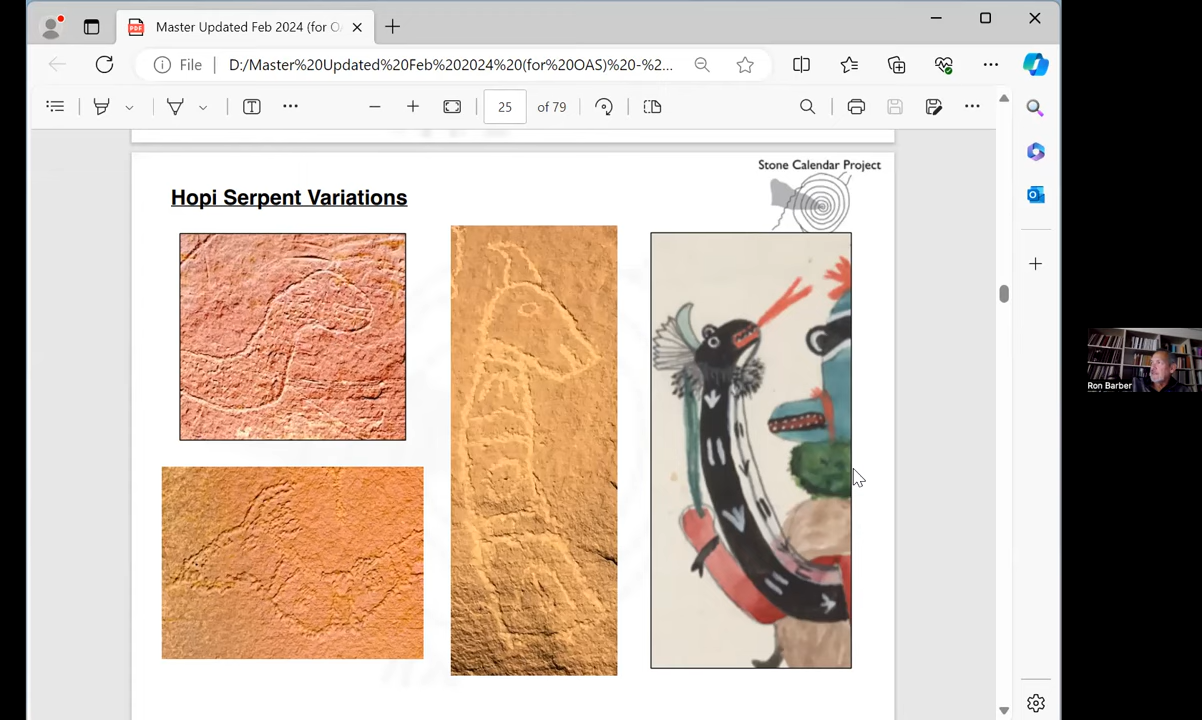 Master Updated Feb 2024 (for O
File
D:/Master%20Updated%20Feb%202024%20(for%20OAS)%20-%2...
25 of 79
Stone Calendar Project
Hopi Serpent Variations
Ron Barber